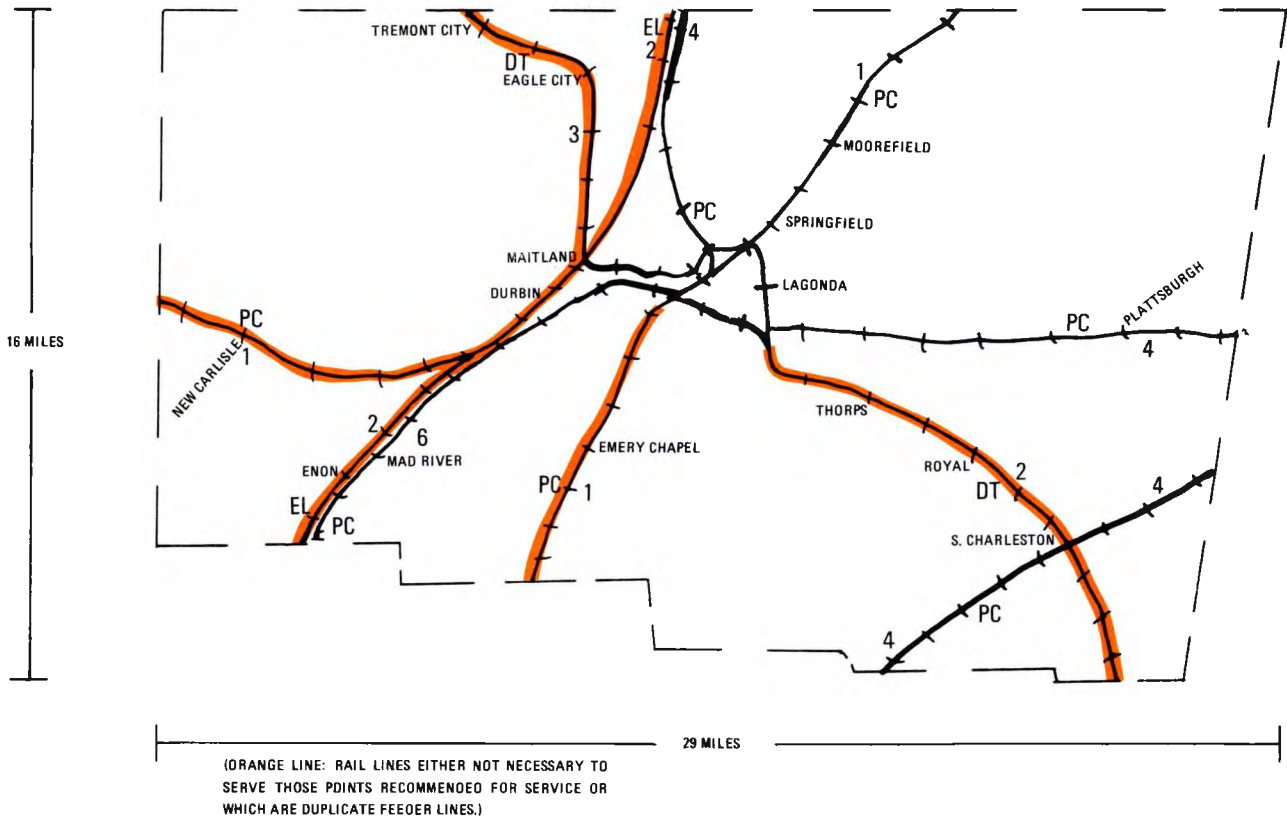 TREMONT CITY
EL
4
2
DT
EAGLE CITY
1
PC
3
MOOREFIELD
PC
SPRINGFIELD
MAITLAND
DURBIN
LAGONDA
PLATTSBURGH
PC
PC
4
16 MILES
NEW CARLISLE
1
THORPS
2
6
EMERY CHAPEL
MAD RIVER
ENON
ROYAL
2
4
PC
1
DT
EL
PC
S. CHARLESTON
PC
4
29 MILES
(ORANGE LINE: RAIL LINES EITHER NOT NECESSARY TO
SERVE THOSE PDINTS RECOMMENOED FOR SERVICE OR
WHICH ARE DUPLICATE FEEOER LINES.)